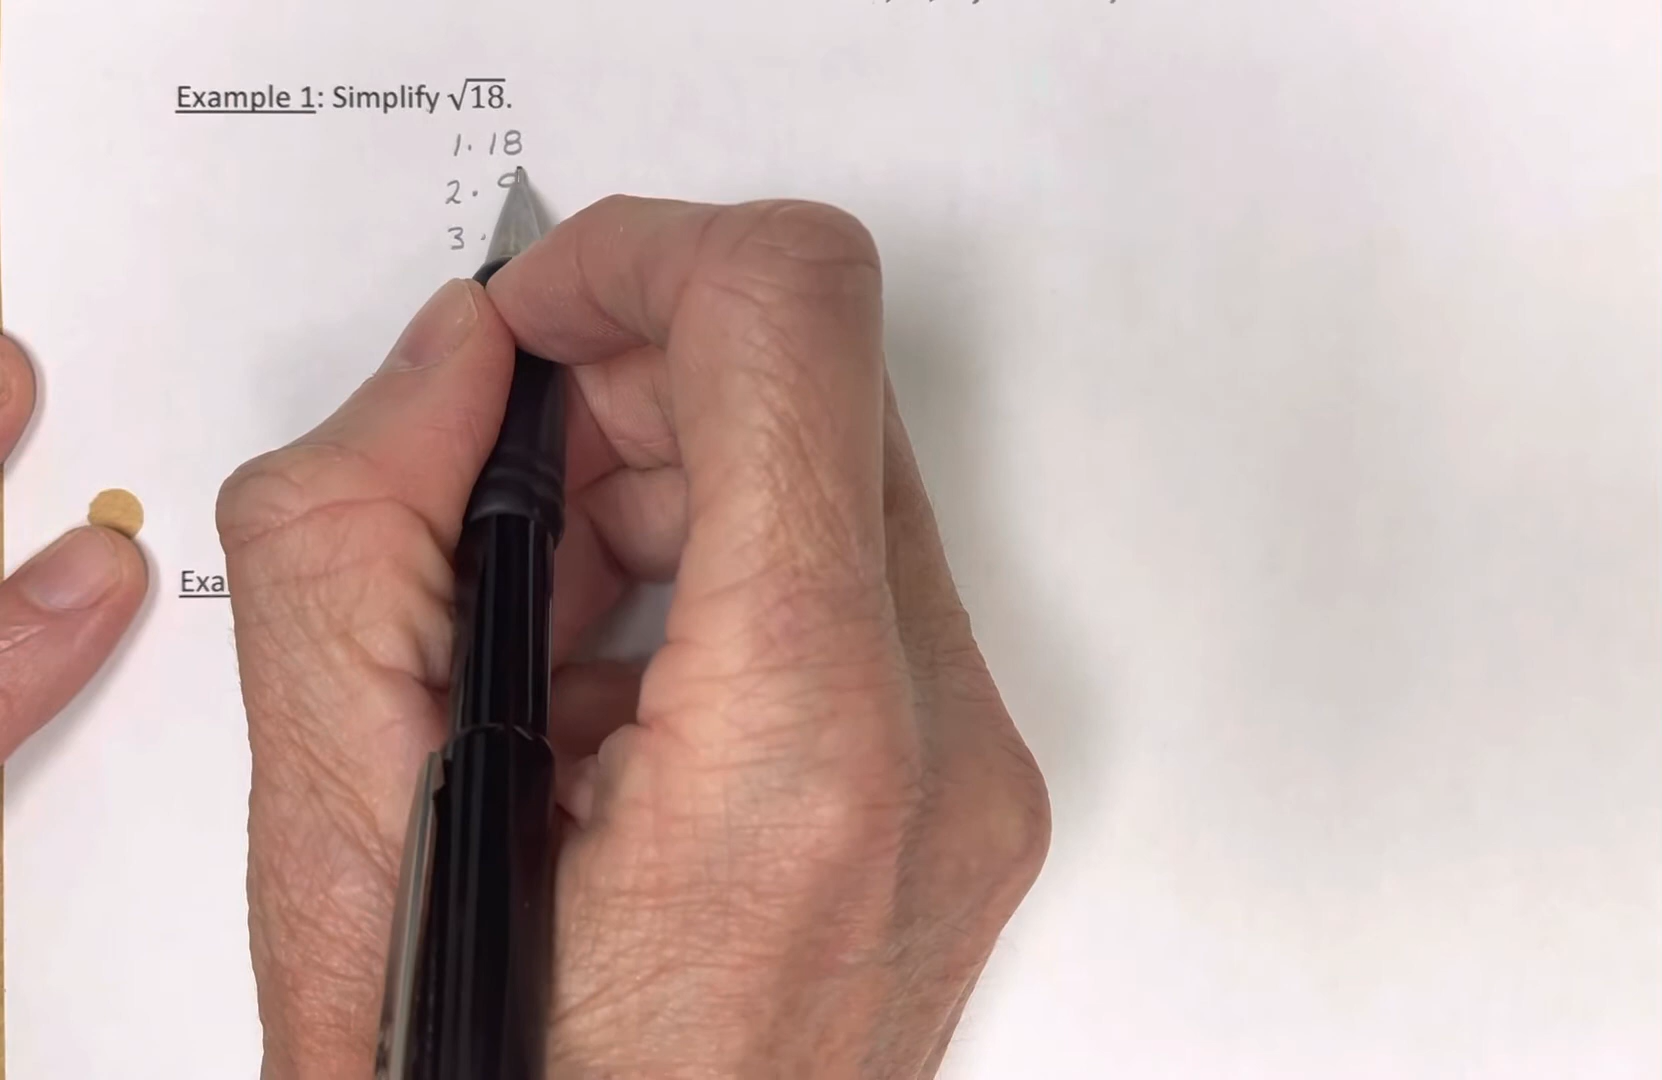 Example 1: Simplify √18.
1. 18
2. 9
3.
Exa